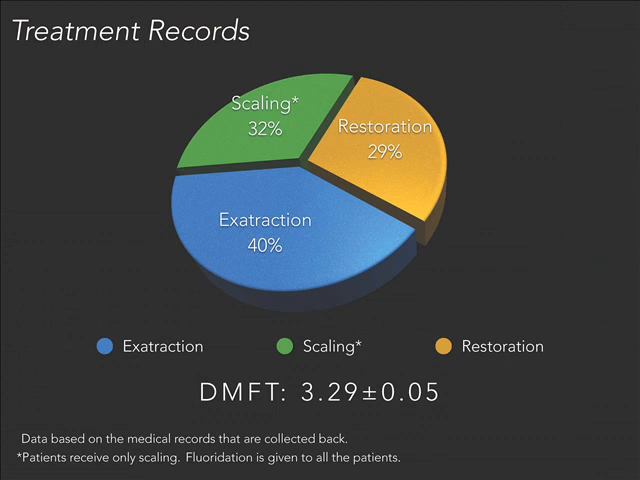 Treatment Records
Scaling*
32%
Restoration
29%
Exatraction
40%
Exatraction Scaling* Restoration
DMFT: 3.29±0.05
Data based on the medical records that are collected back.
*Patients receive only scaling. Fluoridation is given to all the patients.